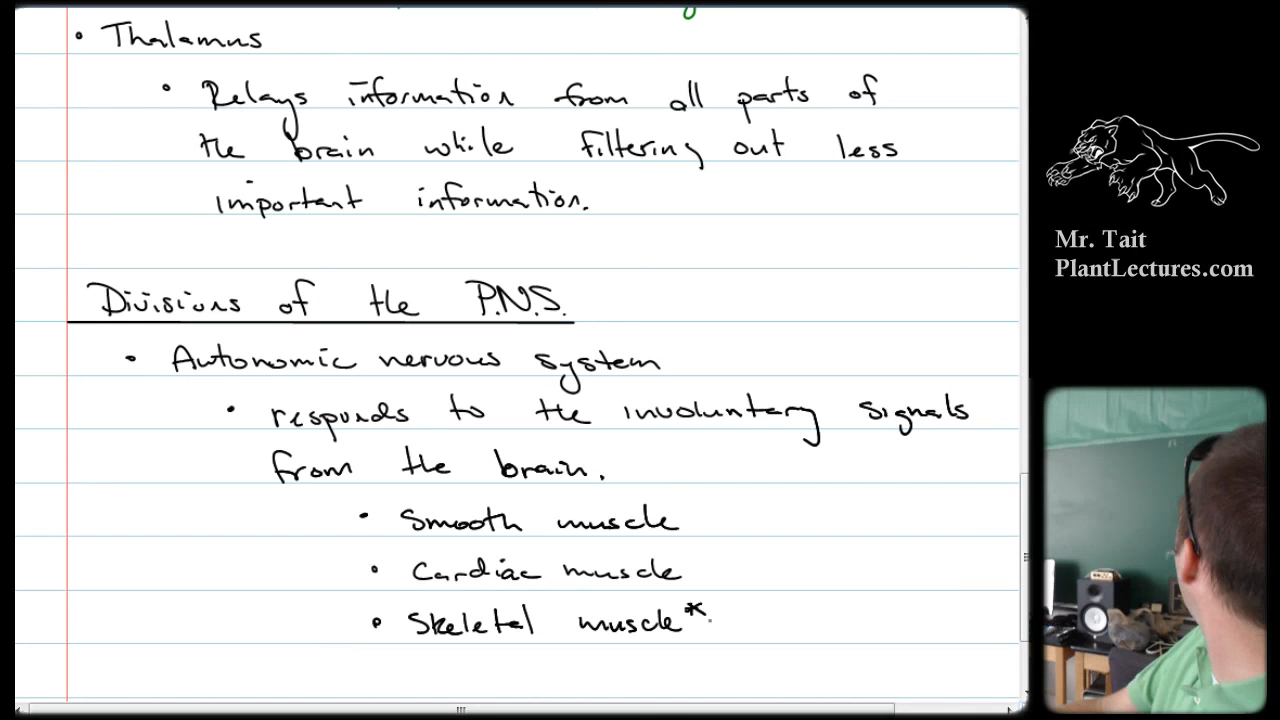 • Thalamus
• Relays information from all parts of
the brain while filtering out less
important information.
Divisions of the P.N.S.
• Autonomic nervous system
• responds to the involuntary signals
from the brain.
• Smooth muscle
• Cardiac muscle
• Skeletal muscle*
Mr. Tait
PlantLectures.com